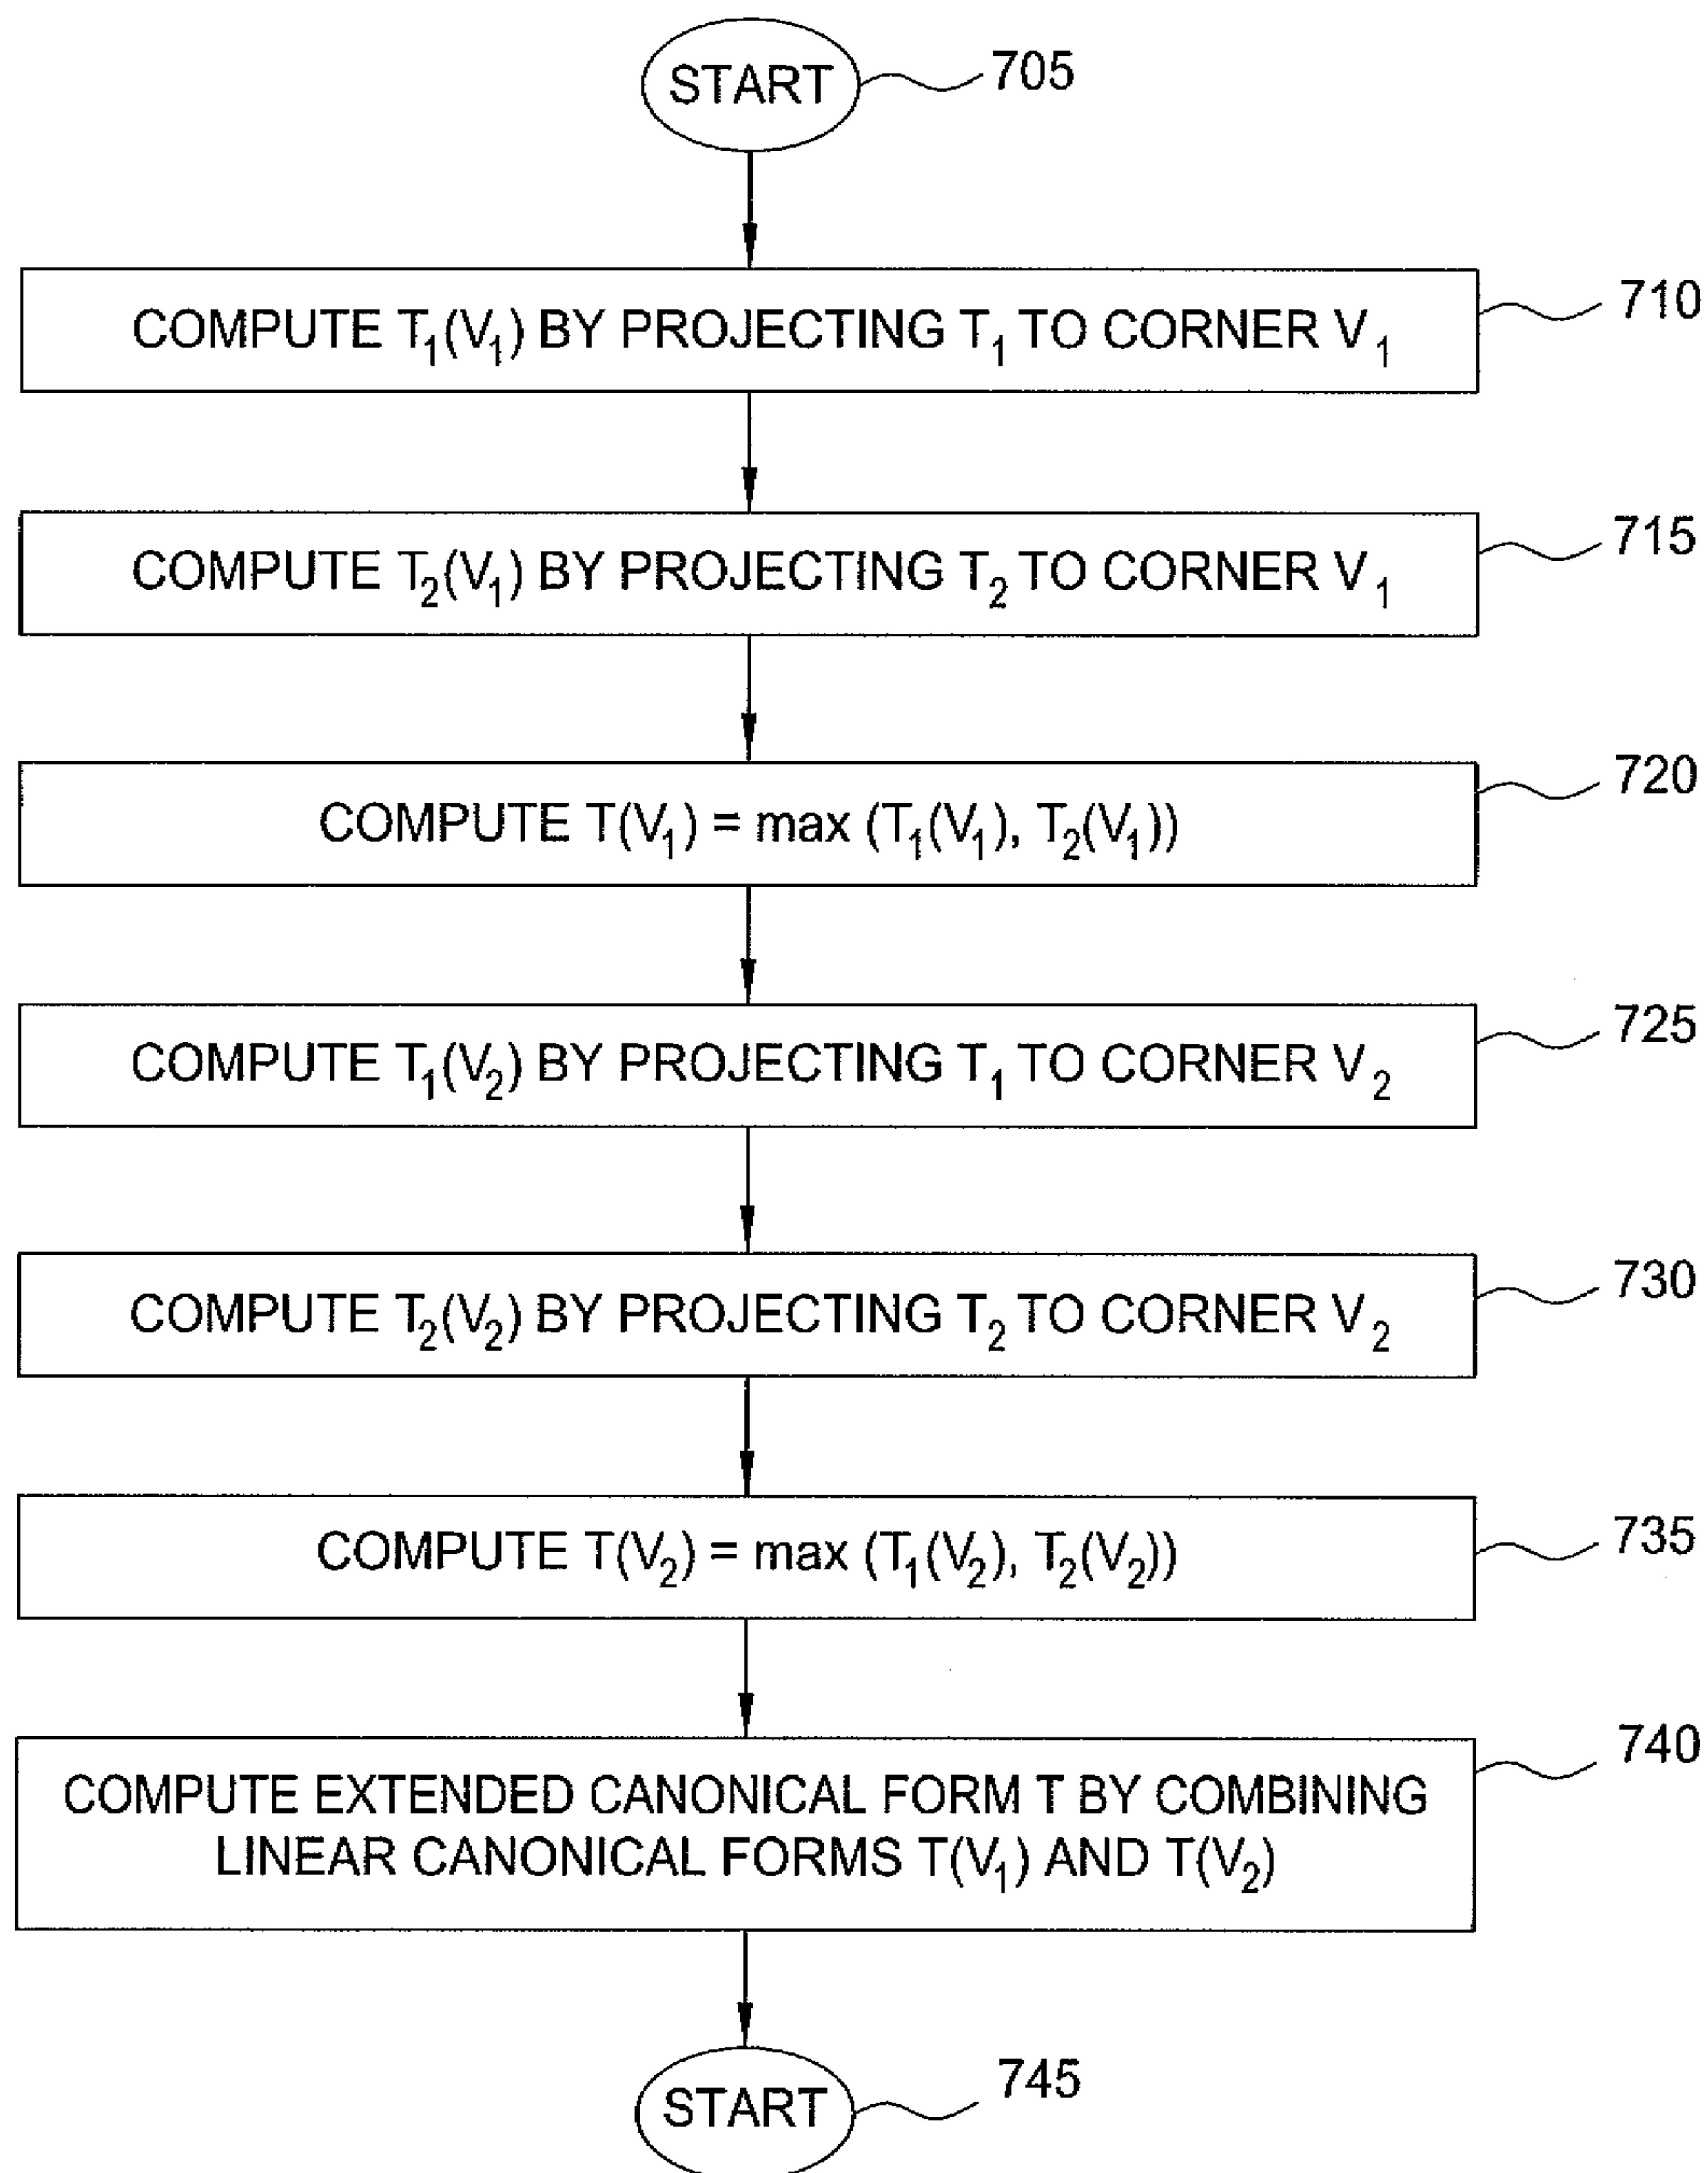 START
705
COMPUTE T₁(V₁) BY PROJECTING T₁ TO CORNER V₁
710
COMPUTE T₂(V₁) BY PROJECTING T₂ TO CORNER V₁
715
COMPUTE T(V₁) = max (T₁(V₁), T₂(V₁))
720
COMPUTE T₁(V₂) BY PROJECTING T₁ TO CORNER V₂
725
COMPUTE T₂(V₂) BY PROJECTING T₂ TO CORNER V₂
730
COMPUTE T(V₂) = max (T₁(V₂), T₂(V₂))
735
COMPUTE EXTENDED CANONICAL FORM T BY COMBINING
LINEAR CANONICAL FORMS T(V₁) AND T(V₂)
740
START
745